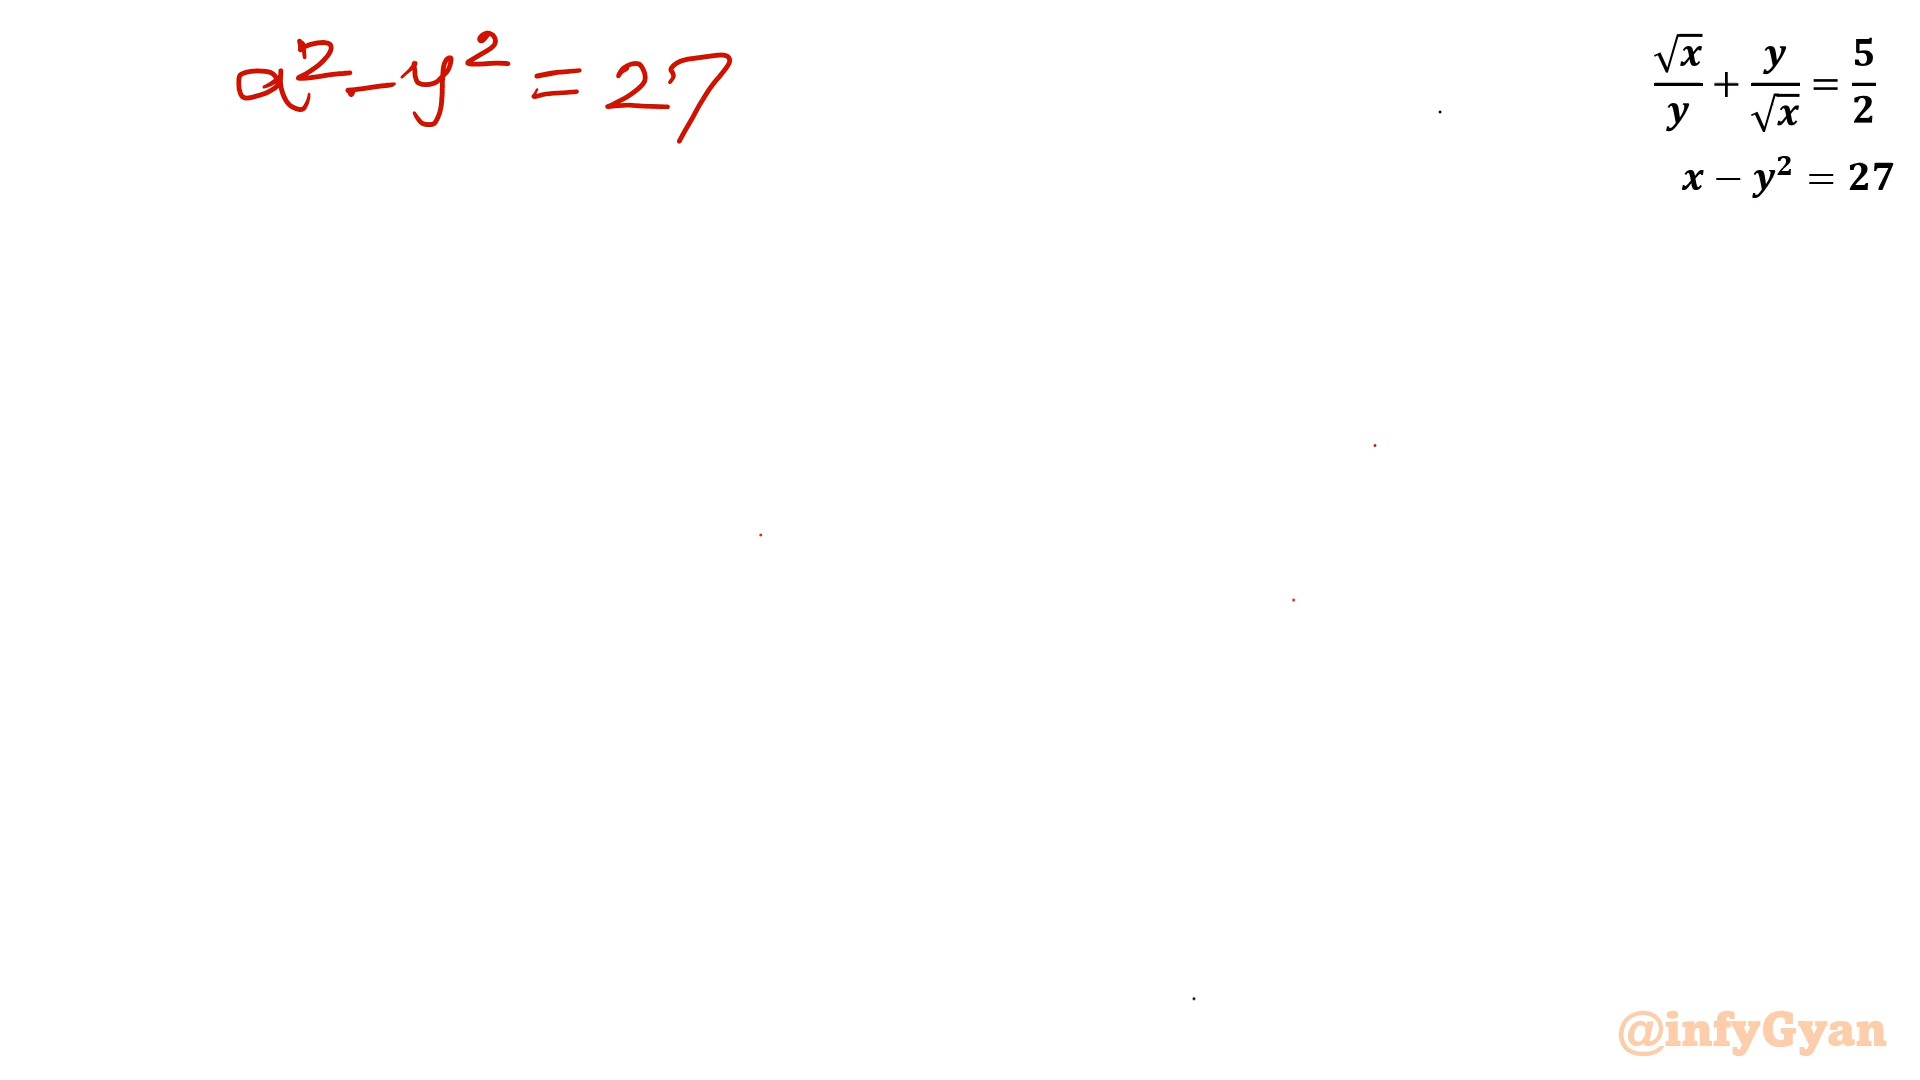 a² - y² = 27
√x/y + y/√x = 5/2
x − y² = 27
@infyGyan